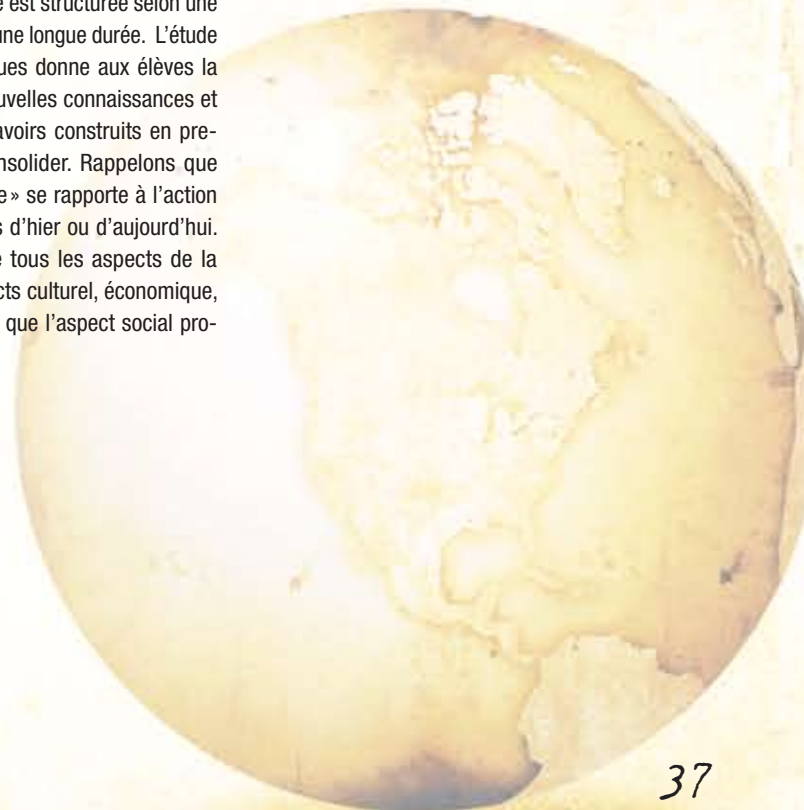 e est structurée selon une
une longue durée. L’étude
ues donne aux élèves la
uvelles connaissances et
avoirs construits en pre-
nsolider. Rappelons que
e » se rapporte à l’action
s d’hier ou d’aujourd’hui.
e tous les aspects de la
cts culturel, économique,
que l’aspect social pro-
37